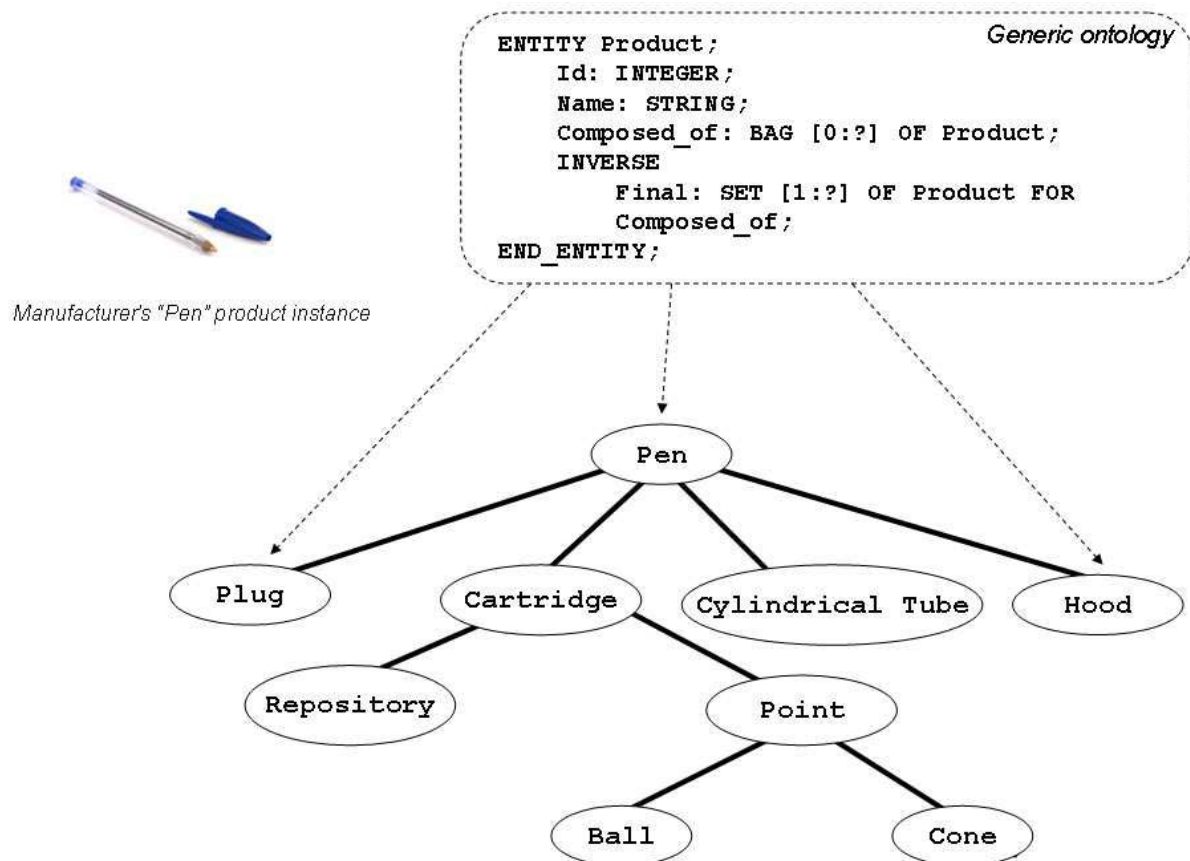 Generic ontology
ENTITY Product;
Id: INTEGER;
Name: STRING;
Composed_of: BAG [0:?] OF Product;
INVERSE
Final: SET [1:?] OF Product FOR
Composed_of;
END_ENTITY;
Manufacturer's “Pen” product instance
Pen
Plug
Cartridge
Cylindrical Tube
Hood
Repository
Point
Ball
Cone